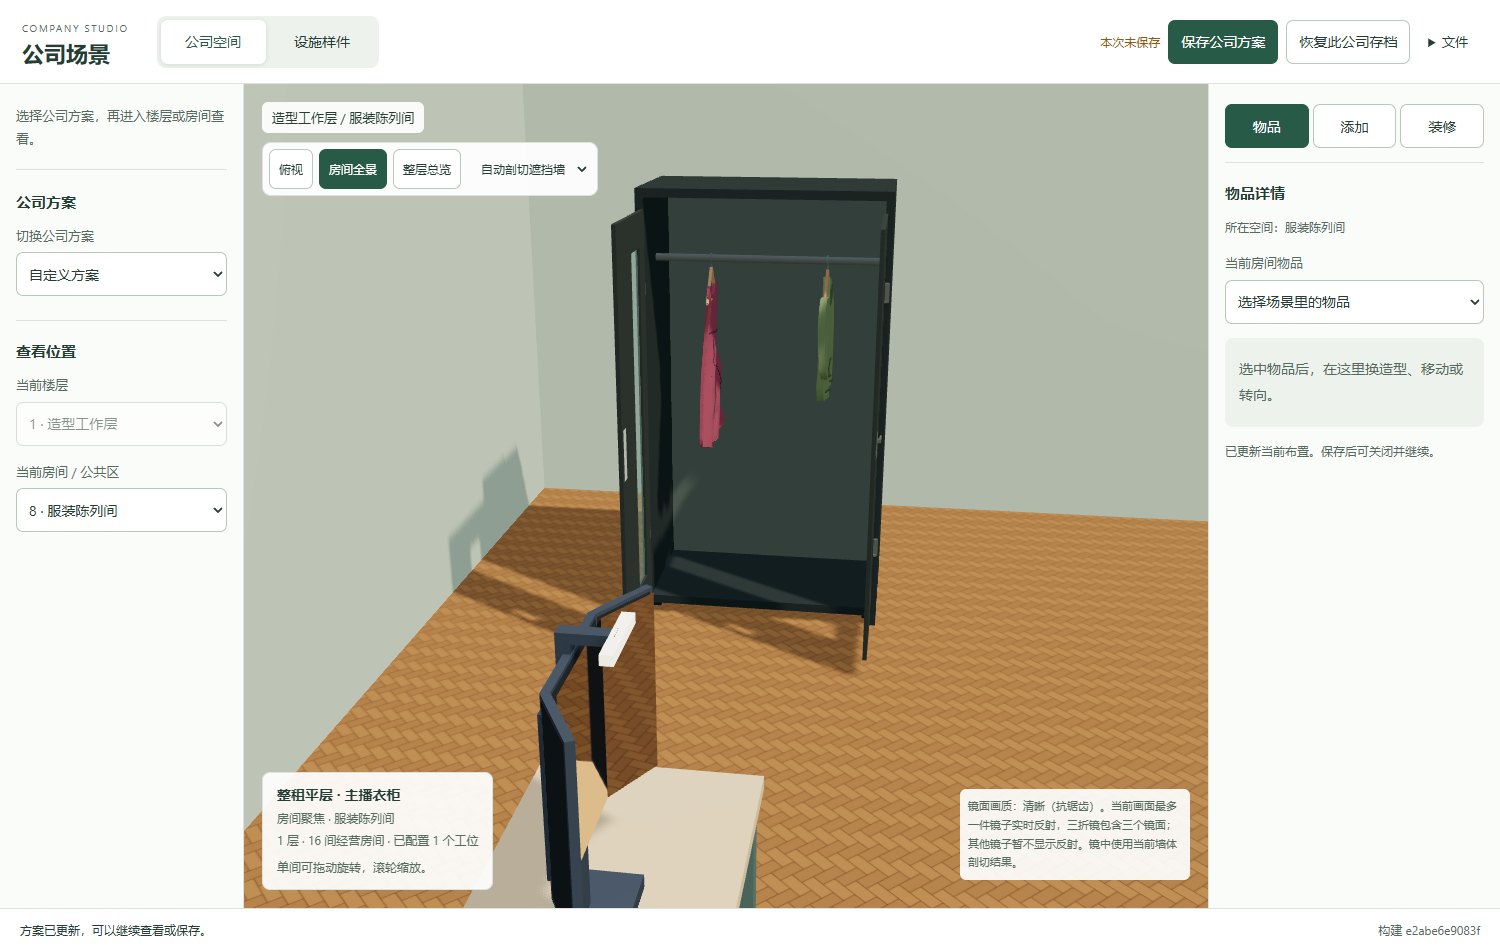 COMPANY STUDIO
公司场景
公司空间
设施样件
本次未保存
保存公司方案
恢复此公司存档
▶ 文件
选择公司方案，再进入楼层或房间查看。
公司方案
切换公司方案
自定义方案
查看位置
当前楼层
1 · 造型工作层
当前房间 / 公共区
8 · 服装陈列间
造型工作层 / 服装陈列间
俯视
房间全景
整层总览
自动剖切遮挡墙
整租平层 · 主播衣柜
房间聚焦 · 服装陈列间
1 层 · 16 间经营房间 · 已配置 1 个工位
单间可拖动旋转，滚轮缩放。
镜面画质：清晰（抗锯齿）。当前画面最多
一件镜子实时反射，三折镜包含三个镜面；
其他镜子暂不显示反射。镜中使用当前墙体
剖切结果。
物品
添加
装修
物品详情
所在空间：服装陈列间
当前房间物品
选择场景里的物品
选中物品后，在这里换造型、移动或
转向。
已更新当前布置。保存后可关闭并继续。
方案已更新，可以继续查看或保存。
构建 e2abe6e9083f